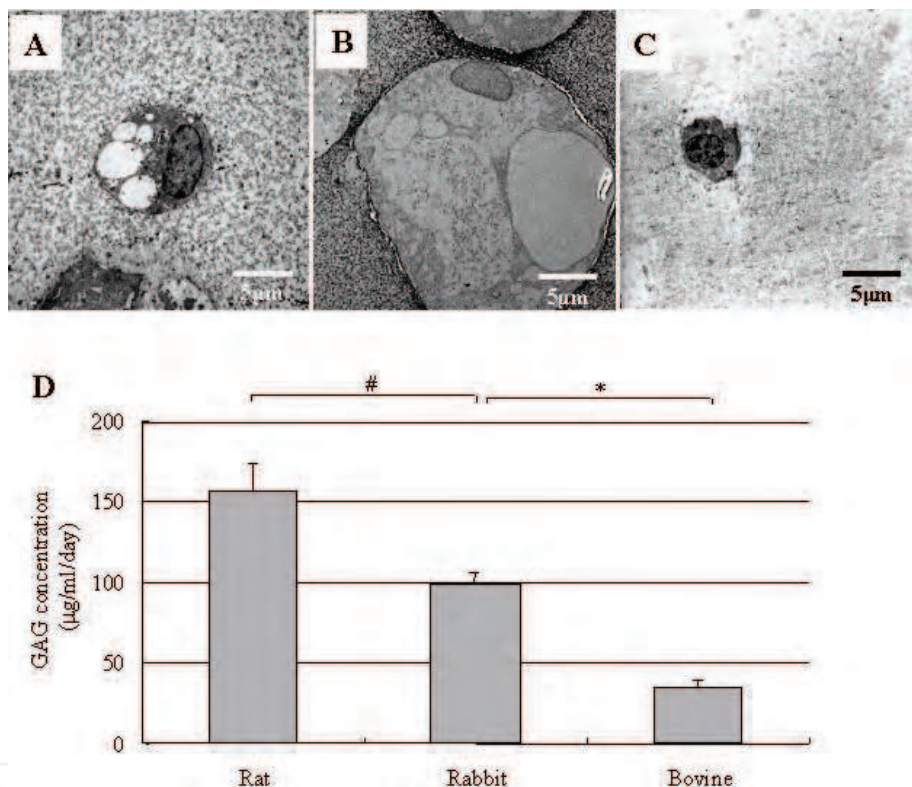 A B C
5μm 5μm 5μm
D
# *
200
150
100
50
0
GAG concentration
(μg/ml/day)
Rat Rabbit Bovine